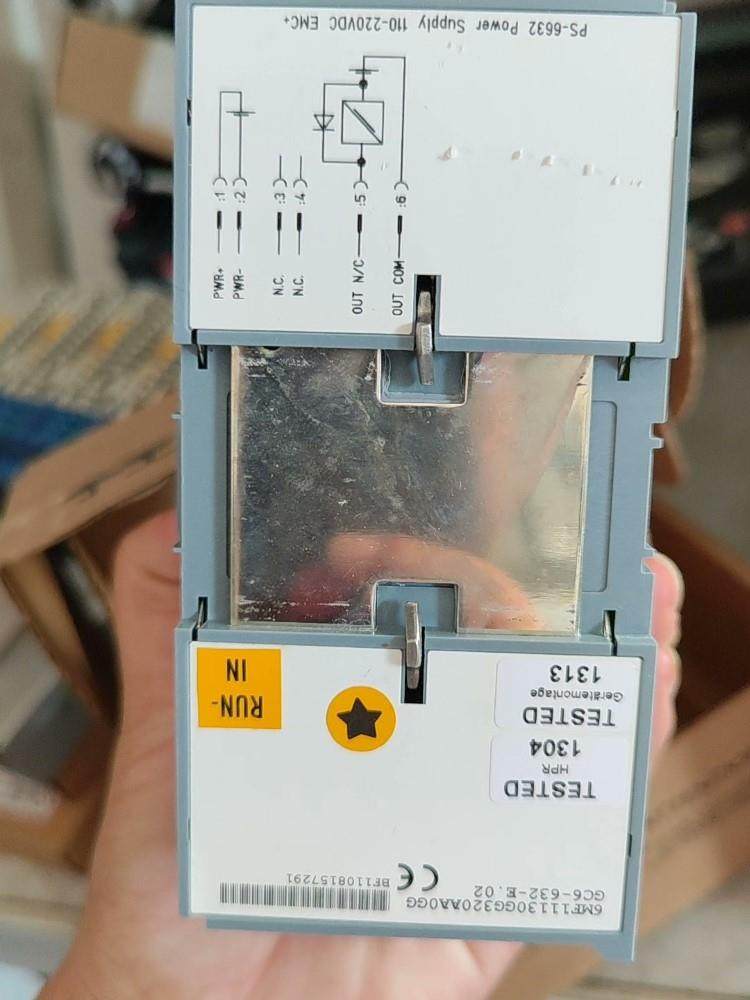 PS-6632 Power Supply 110-220VDC EMC+
PWR+ :1
PWR- :2
N.C. :3
N.C. :4
OUT N/C :5
OUT COM :6
RUN-
IN
TESTED
Gerätemontage
1313
TESTED
HPR
1304
6MF11130GG320AA0GG
GC6-632-E.02
CE
BF1108157291